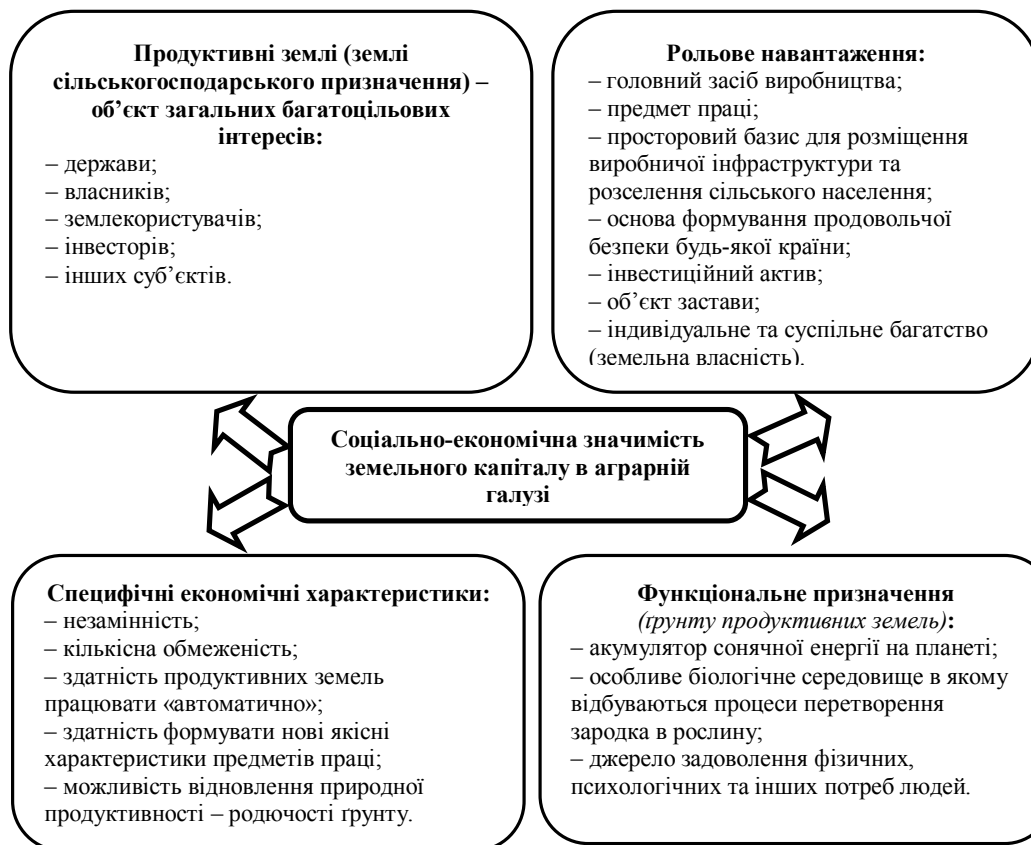 Продуктивні землі (землі
сільськогосподарського призначення) –
об’єкт загальних багатоцільових
інтересів:
– держави;
– власників;
– землекористувачів;
– інвесторів;
– інших суб’єктів.
Рольове навантаження:
– головний засіб виробництва;
– предмет праці;
– просторовий базис для розміщення
виробничої інфраструктури та
розселення сільського населення;
– основа формування продовольчої
безпеки будь-якої країни;
– інвестиційний актив;
– об’єкт застави;
– індивідуальне та суспільне багатство
(земельна власність).
Соціально-економічна значимість
земельного капіталу в аграрній
галузі
Специфічні економічні характеристики:
– незамінність;
– кількісна обмеженість;
– здатність продуктивних земель
працювати «автоматично»;
– здатність формувати нові якісні
характеристики предметів праці;
– можливість відновлення природної
продуктивності – родючості ґрунту.
Функціональне призначення
(ґрунту продуктивних земель):
– акумулятор сонячної енергії на планеті;
– особливе біологічне середовище в якому
відбуваються процеси перетворення
зародка в рослину;
– джерело задоволення фізичних,
психологічних та інших потреб людей.